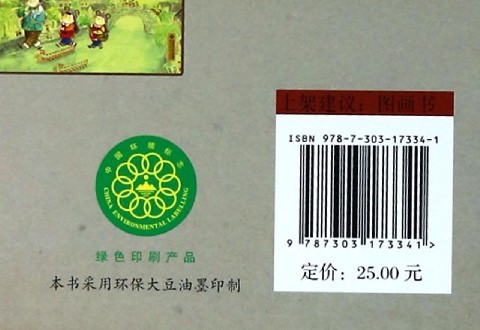 上架建议：图画书
ISBN 978-7-303-17334-1
9 787303 173341 >
定价：25.00 元
中国环境标志
CHINA ENVIRONMENTAL LABELLING
绿色印刷产品
本书采用环保大豆油墨印制